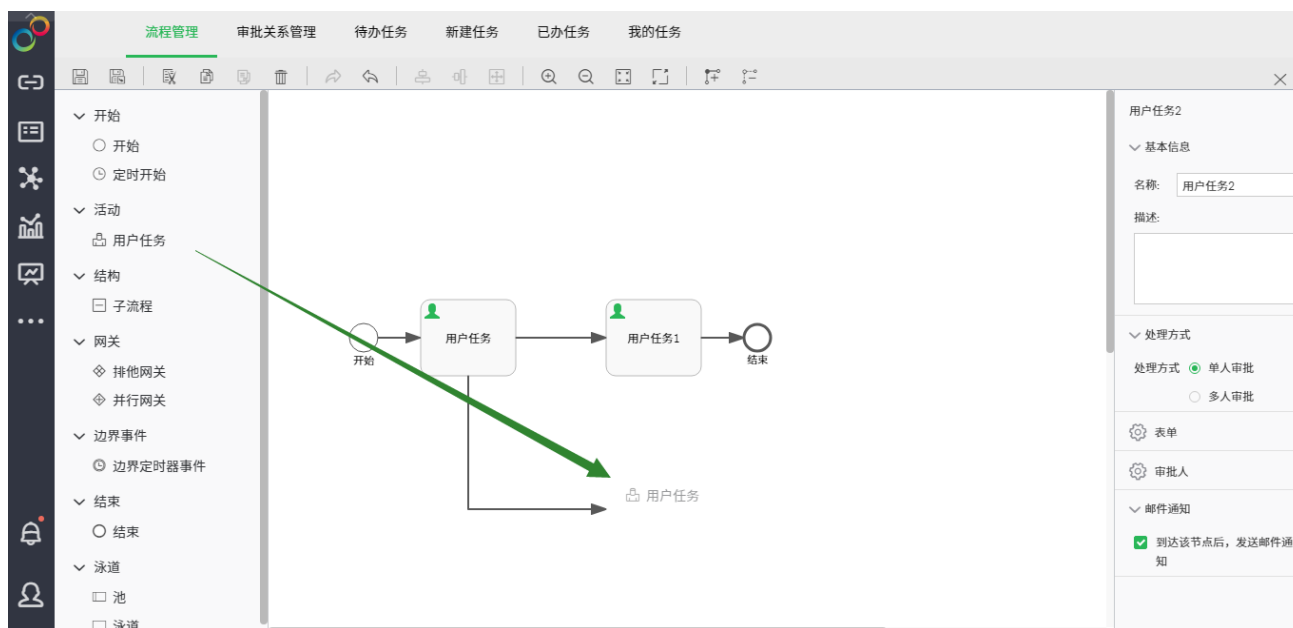 流程管理 审批关系管理 待办任务 新建任务 已办任务 我的任务
开始
开始
定时开始
活动
用户任务
结构
子流程
网关
排他网关
并行网关
边界事件
边界定时器事件
结束
结束
泳道
池
泳道
开始
用户任务
用户任务1
结束
用户任务
用户任务2
基本信息
名称: 用户任务2
描述:
处理方式
处理方式 单人审批
多人审批
表单
审批人
邮件通知
到达该节点后，发送邮件通
知